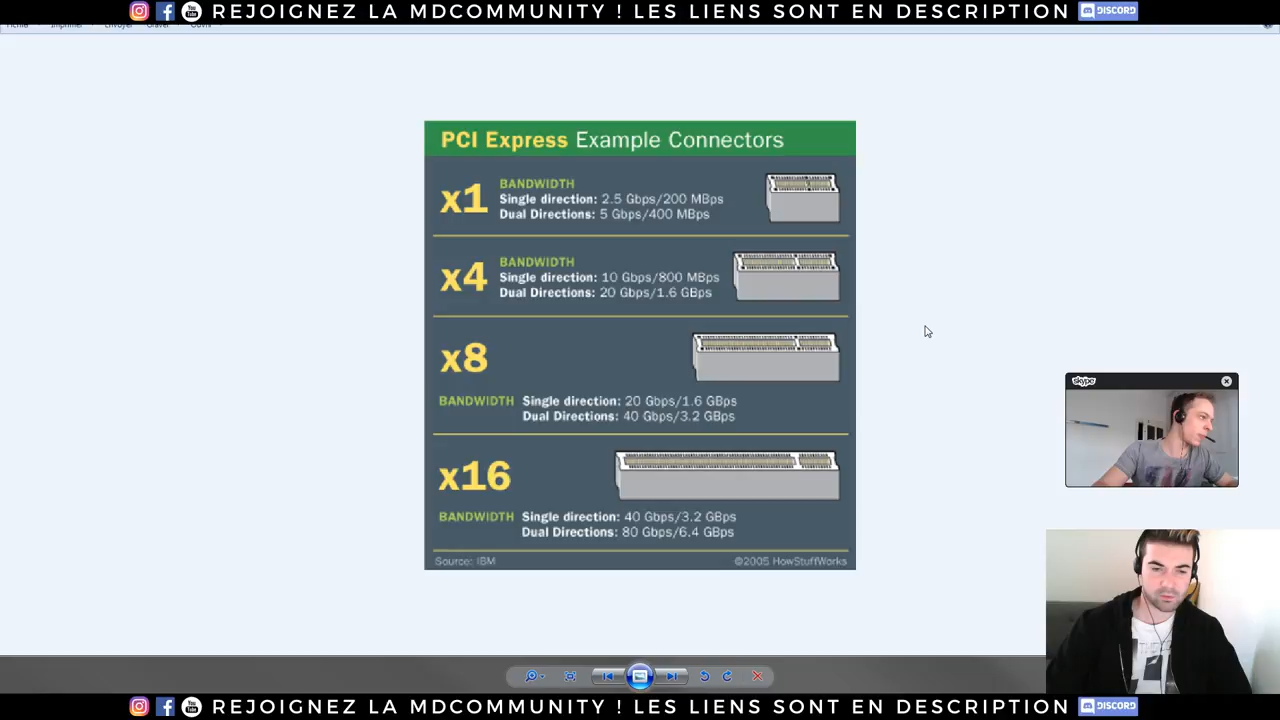 REJOIGNEZ LA MDCOMMUNITY ! LES LIENS SONT EN DESCRIPTION DISCORD
PCI Express Example Connectors
x1
BANDWIDTH
Single direction: 2.5 Gbps/200 MBps
Dual Directions: 5 Gbps/400 MBps
x4
BANDWIDTH
Single direction: 10 Gbps/800 MBps
Dual Directions: 20 Gbps/1.6 GBps
x8
BANDWIDTH Single direction: 20 Gbps/1.6 GBps
Dual Directions: 40 Gbps/3.2 GBps
x16
BANDWIDTH Single direction: 40 Gbps/3.2 GBps
Dual Directions: 80 Gbps/6.4 GBps
Source: IBM ©2005 HowStuffWorks
skype
REJOIGNEZ LA MDCOMMUNITY ! LES LIENS SONT EN DESCRIPTION DISCORD